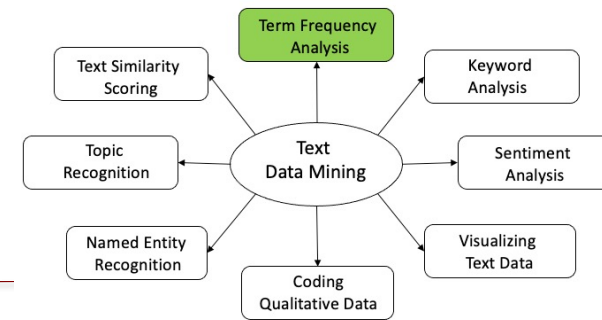 Term Frequency
Analysis
Text Similarity
Scoring
Keyword
Analysis
Topic
Recognition
Text
Data Mining
Sentiment
Analysis
Named Entity
Recognition
Visualizing
Text Data
Coding
Qualitative Data